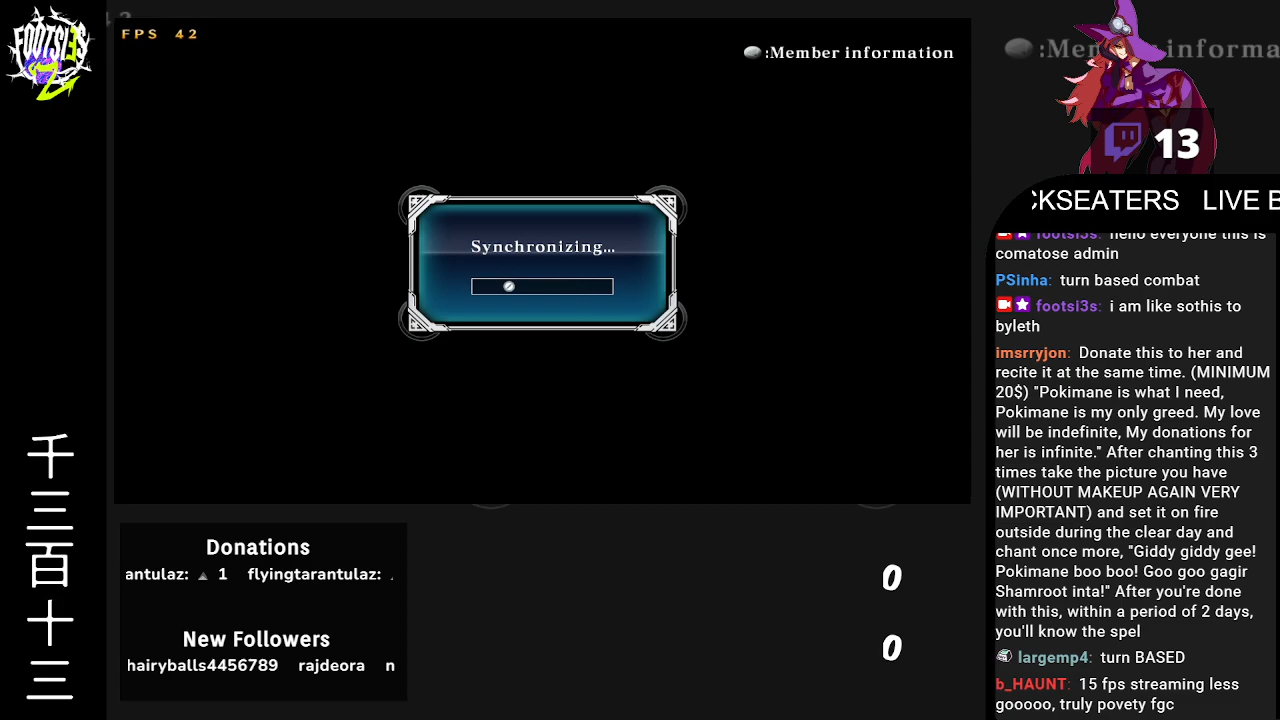 FOOTSI3S
Z
FPS 42
:Member information
:Mem
informa
Synchronizing...
13
CKSEATERS LIVE B
footsi3s: hello everyone this is
comatose admin
PSinha: turn based combat
footsi3s: i am like sothis to
byleth
imsrryjon: Donate this to her and
recite it at the same time. (MINIMUM
20$) "Pokimane is what I need,
Pokimane is my only greed. My love
will be indefinite, My donations for
her is infinite." After chanting this 3
times take the picture you have
(WITHOUT MAKEUP AGAIN VERY
IMPORTANT) and set it on fire
outside during the clear day and
chant once more, "Giddy giddy gee!
Pokimane boo boo! Goo goo gagir
Shamroot inta!" After you're done
with this, within a period of 2 days,
you'll know the spel
largemp4: turn BASED
b_HAUNT: 15 fps streaming less
gooooo, truly povety fgc
千
三
百
十
三
Donations
antulaz: 1 flyingtarantulaz:
New Followers
hairyballs4456789 rajdeora n
0
0